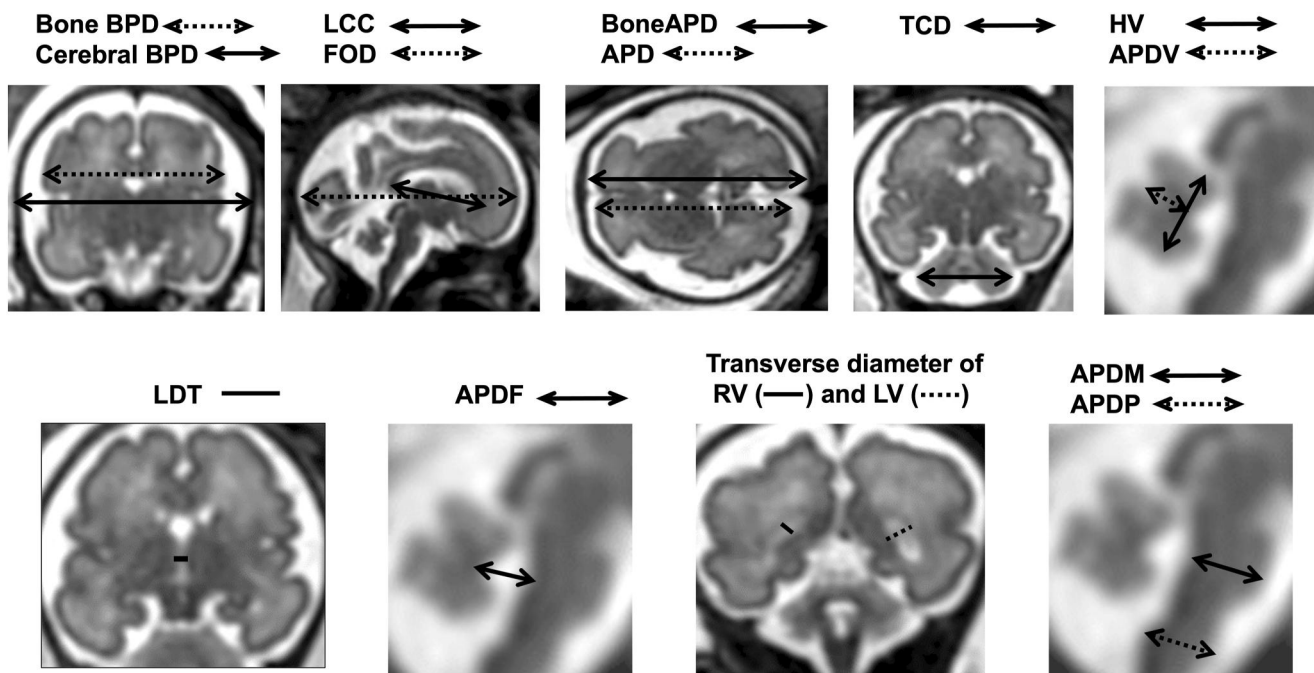 Bone BPD
Cerebral BPD
LCC
FOD
BoneAPD
APD
TCD
HV
APDV
LDT
APDF
Transverse diameter of
RV ( ) and LV ( )
APDM
APDP